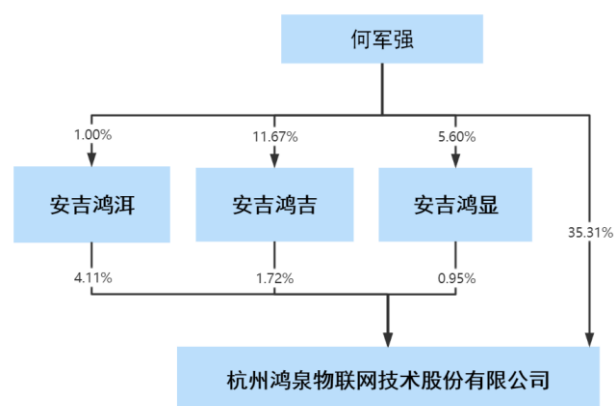 何军强
1.00%
11.67%
5.60%
安吉鸿洱
安吉鸿吉
安吉鸿显
35.31%
4.11%
1.72%
0.95%
杭州鸿泉物联网技术股份有限公司